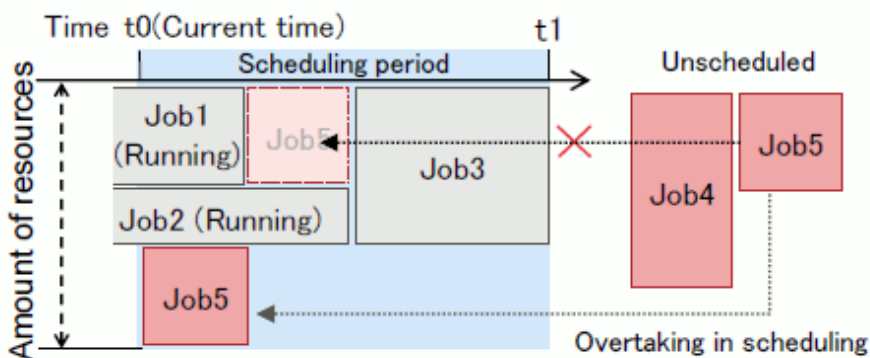 Time t0(Current time)
t1
Scheduling period
Unscheduled
Amount of resources
Job1
(Running)
Job5
Job3
Job4
Job5
Job2 (Running)
Job5
Overtaking in scheduling